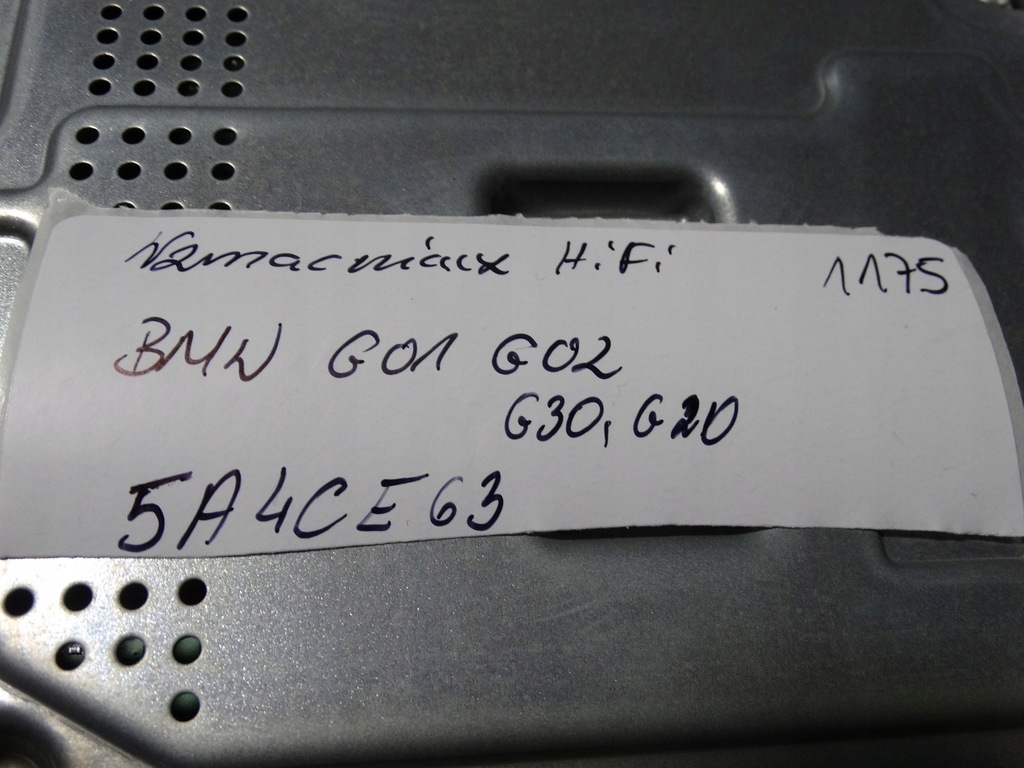 Wzmacniacz HiFi 1175
BMW G01 G02
G30, G20
5A4CE63